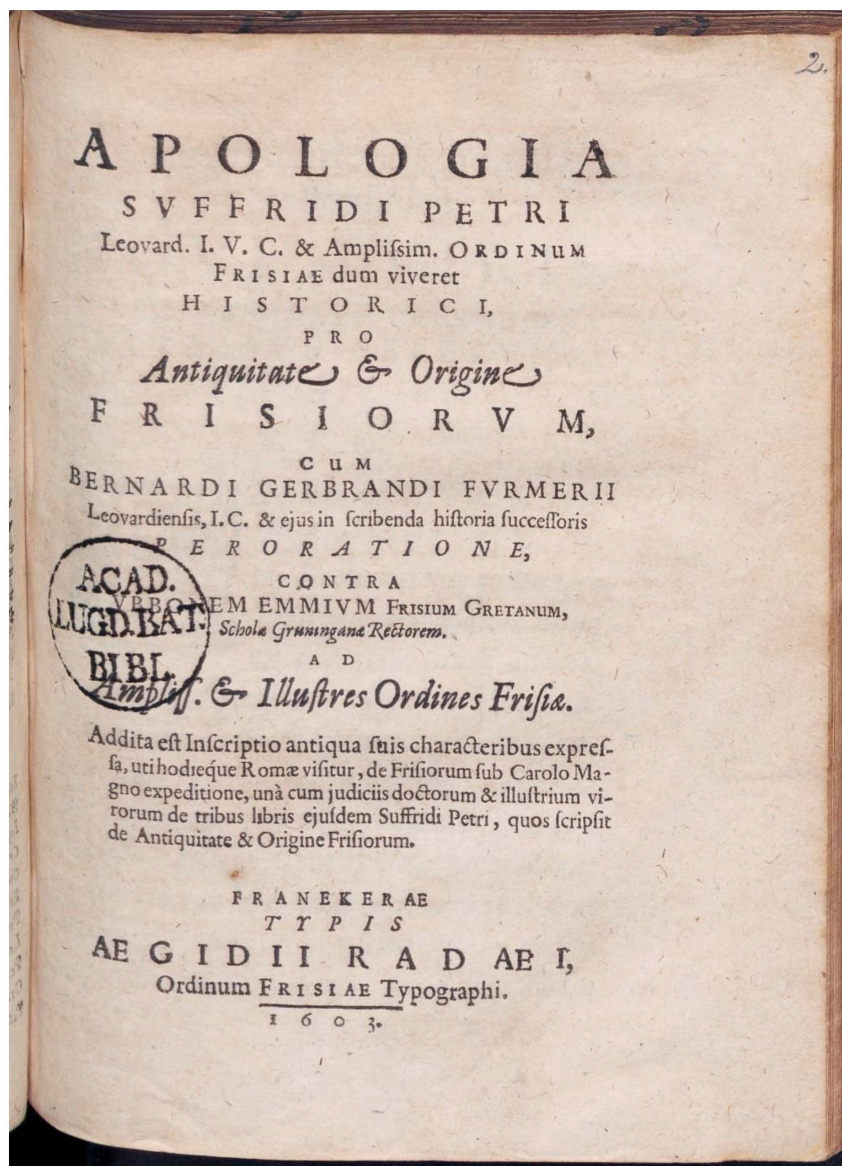 2.
APOLOGIA
SVFFRIDI PETRI
Leovard. I. V. C. & Ampliſsim. ORDINUM
FRISIAE dum viveret
HISTORICI,
PRO
Antiquitate & Origine
FRISIORVM,
CUM
BERNARDI GERBRANDI FVRMERII
Leovardienſis, I. C. & ejus in ſcribenda hiſtoria ſucceſſoris
PERORATIONE,
CONTRA
VBBONEM EMMIVM FRISIUM GRETANUM,
Scholæ Gruninganæ Rectorem.
AD
Ampliſſ. & Illuſtres Ordines Friſiæ.
ACAD.
LUGD. BAT.
BIBL.
Addita eſt Inſcriptio antiqua ſuis characteribus expreſ-
ſa, uti hodieque Romæ viſitur, de Friſiorum ſub Carolo Ma-
gno expeditione, unà cum judiciis doctorum & illuſtrium vi-
rorum de tribus libris ejuſdem Suffridi Petri, quos ſcripſit
de Antiquitate & Origine Friſiorum.
FRANEKERAE
TYPIS
AEGIDII RADAEI,
Ordinum FRISIAE Typographi.
1603.